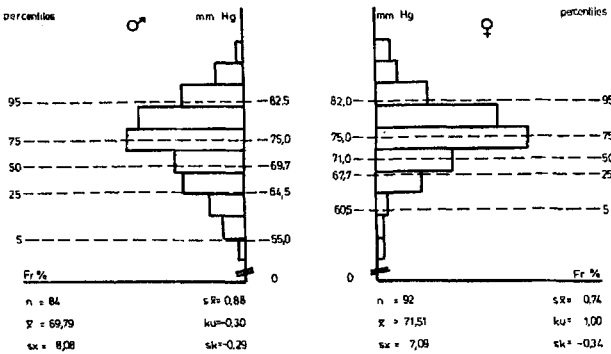 percentiles ♂ mm Hg
95 82,5
75 75,0
50 69,7
25 64,5
5 55,0
Fr % 0
n = 84 sx̄= 0,88
x̄ = 69,79 ku=-0,30
sx = 8,08 sk=-0,29
mm Hg ♀ percentiles
82,0 95
75,0 75
71,0 50
67,7 25
60,5 5
0 Fr %
n = 92 sx̄= 0,74
x̄ = 71,51 ku= 1,00
sx = 7,09 sk= -0,34